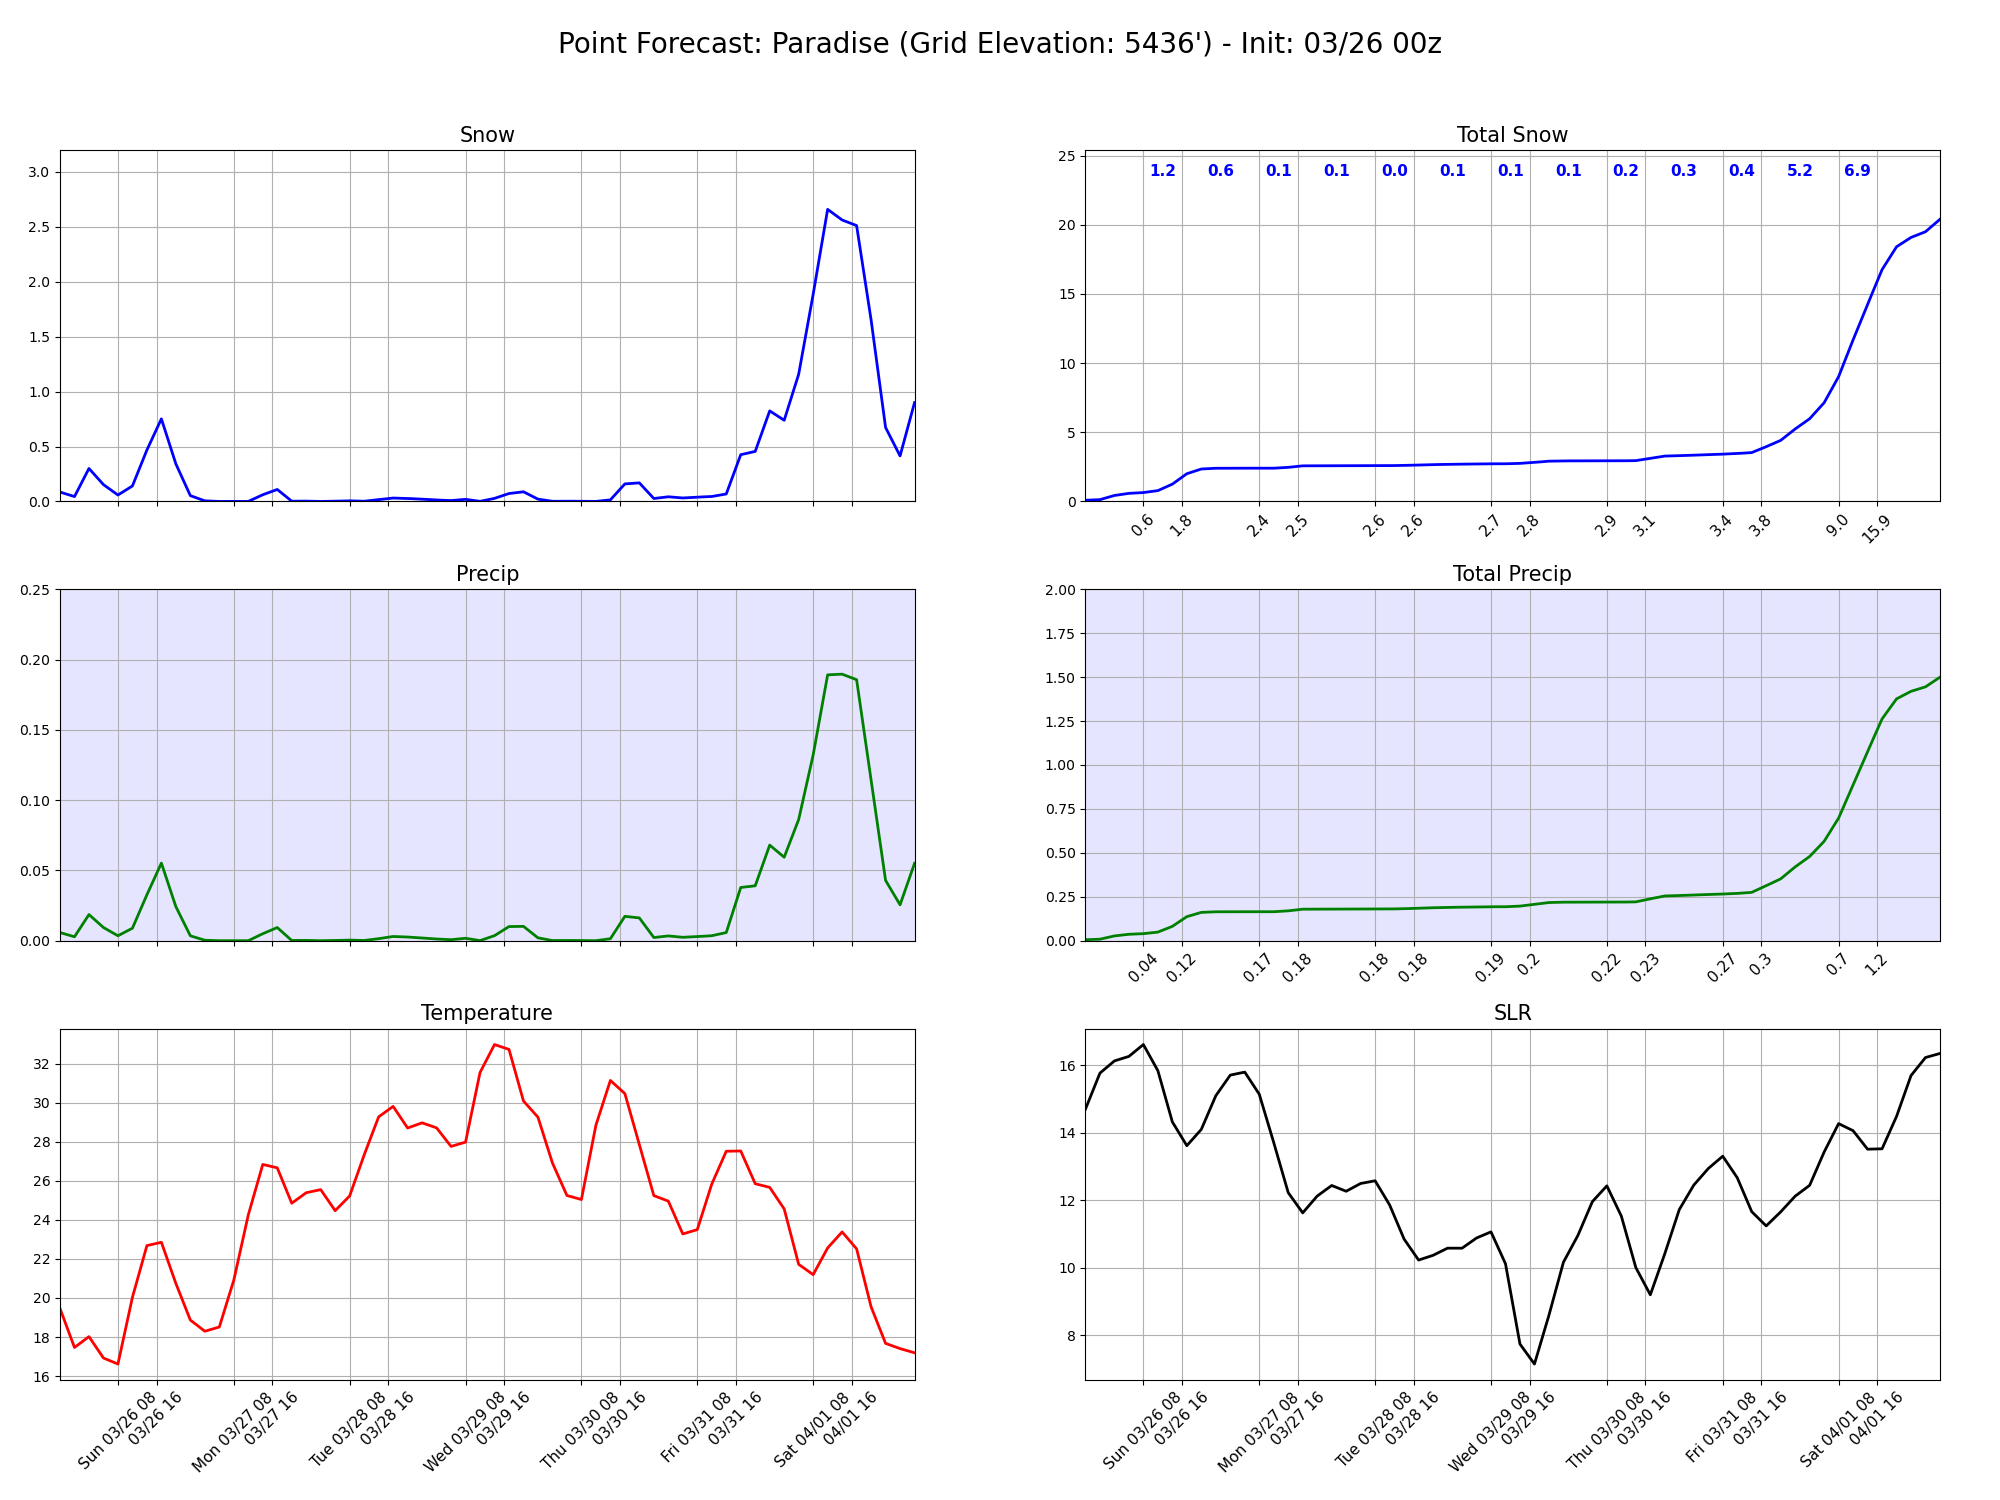 Point Forecast: Paradise (Grid Elevation: 5436') - Init: 03/26 00z
Snow
3.0
2.5
2.0
1.5
1.0
0.5
0.0
Total Snow
25
20
15
10
5
0
1.2 0.6 0.1 0.1 0.0 0.1 0.1 0.1 0.2 0.3 0.4 5.2 6.9
0.6 1.8 2.4 2.5 2.6 2.6 2.7 2.8 2.9 3.1 3.4 3.8 9.0 15.9
Precip
0.25
0.20
0.15
0.10
0.05
0.00
Total Precip
2.00
1.75
1.50
1.25
1.00
0.75
0.50
0.25
0.00
0.04 0.12 0.17 0.18 0.18 0.18 0.19 0.2 0.22 0.23 0.27 0.3 0.7 1.2
Temperature
32
30
28
26
24
22
20
18
16
Sun 03/26 08
03/26 16
Mon 03/27 08
03/27 16
Tue 03/28 08
03/28 16
Wed 03/29 08
03/29 16
Thu 03/30 08
03/30 16
Fri 03/31 08
03/31 16
Sat 04/01 08
04/01 16
SLR
16
14
12
10
8
Sun 03/26 08
03/26 16
Mon 03/27 08
03/27 16
Tue 03/28 08
03/28 16
Wed 03/29 08
03/29 16
Thu 03/30 08
03/30 16
Fri 03/31 08
03/31 16
Sat 04/01 08
04/01 16